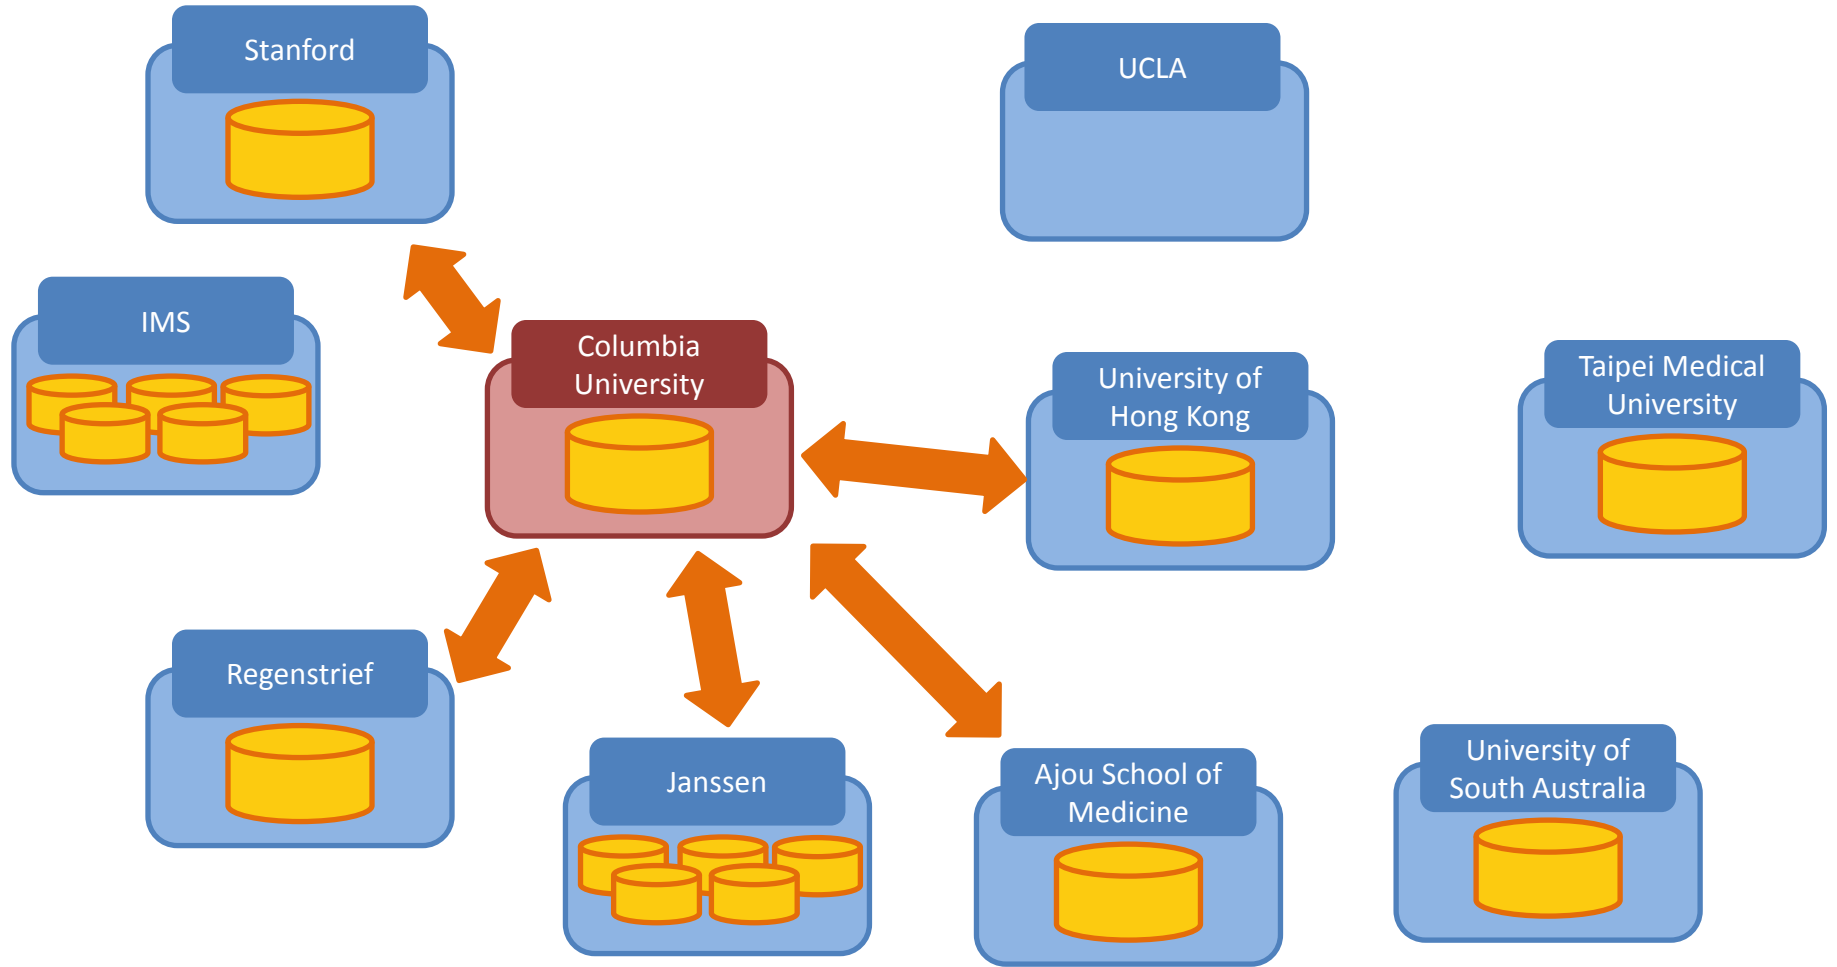 Stanford
UCLA
IMS
Columbia
University
University of
Hong Kong
Taipei Medical
University
Regenstrief
Janssen
Ajou School of
Medicine
University of
South Australia